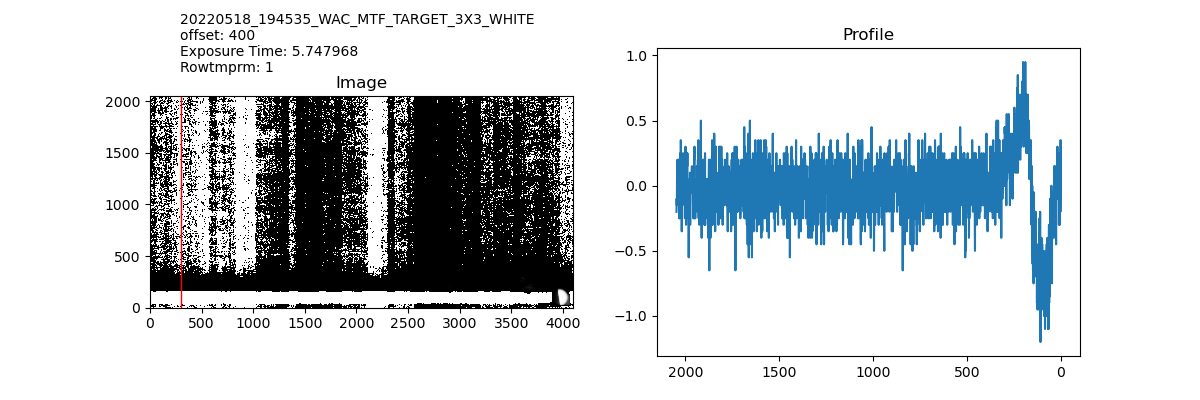 20220518_194535_WAC_MTF_TARGET_3X3_WHITE
offset: 400
Exposure Time: 5.747968
Rowtmprm: 1
Image
2000
1500
1000
500
0
0 500 1000 1500 2000 2500 3000 3500 4000
Profile
1.0
0.5
0.0
−0.5
−1.0
2000 1500 1000 500 0